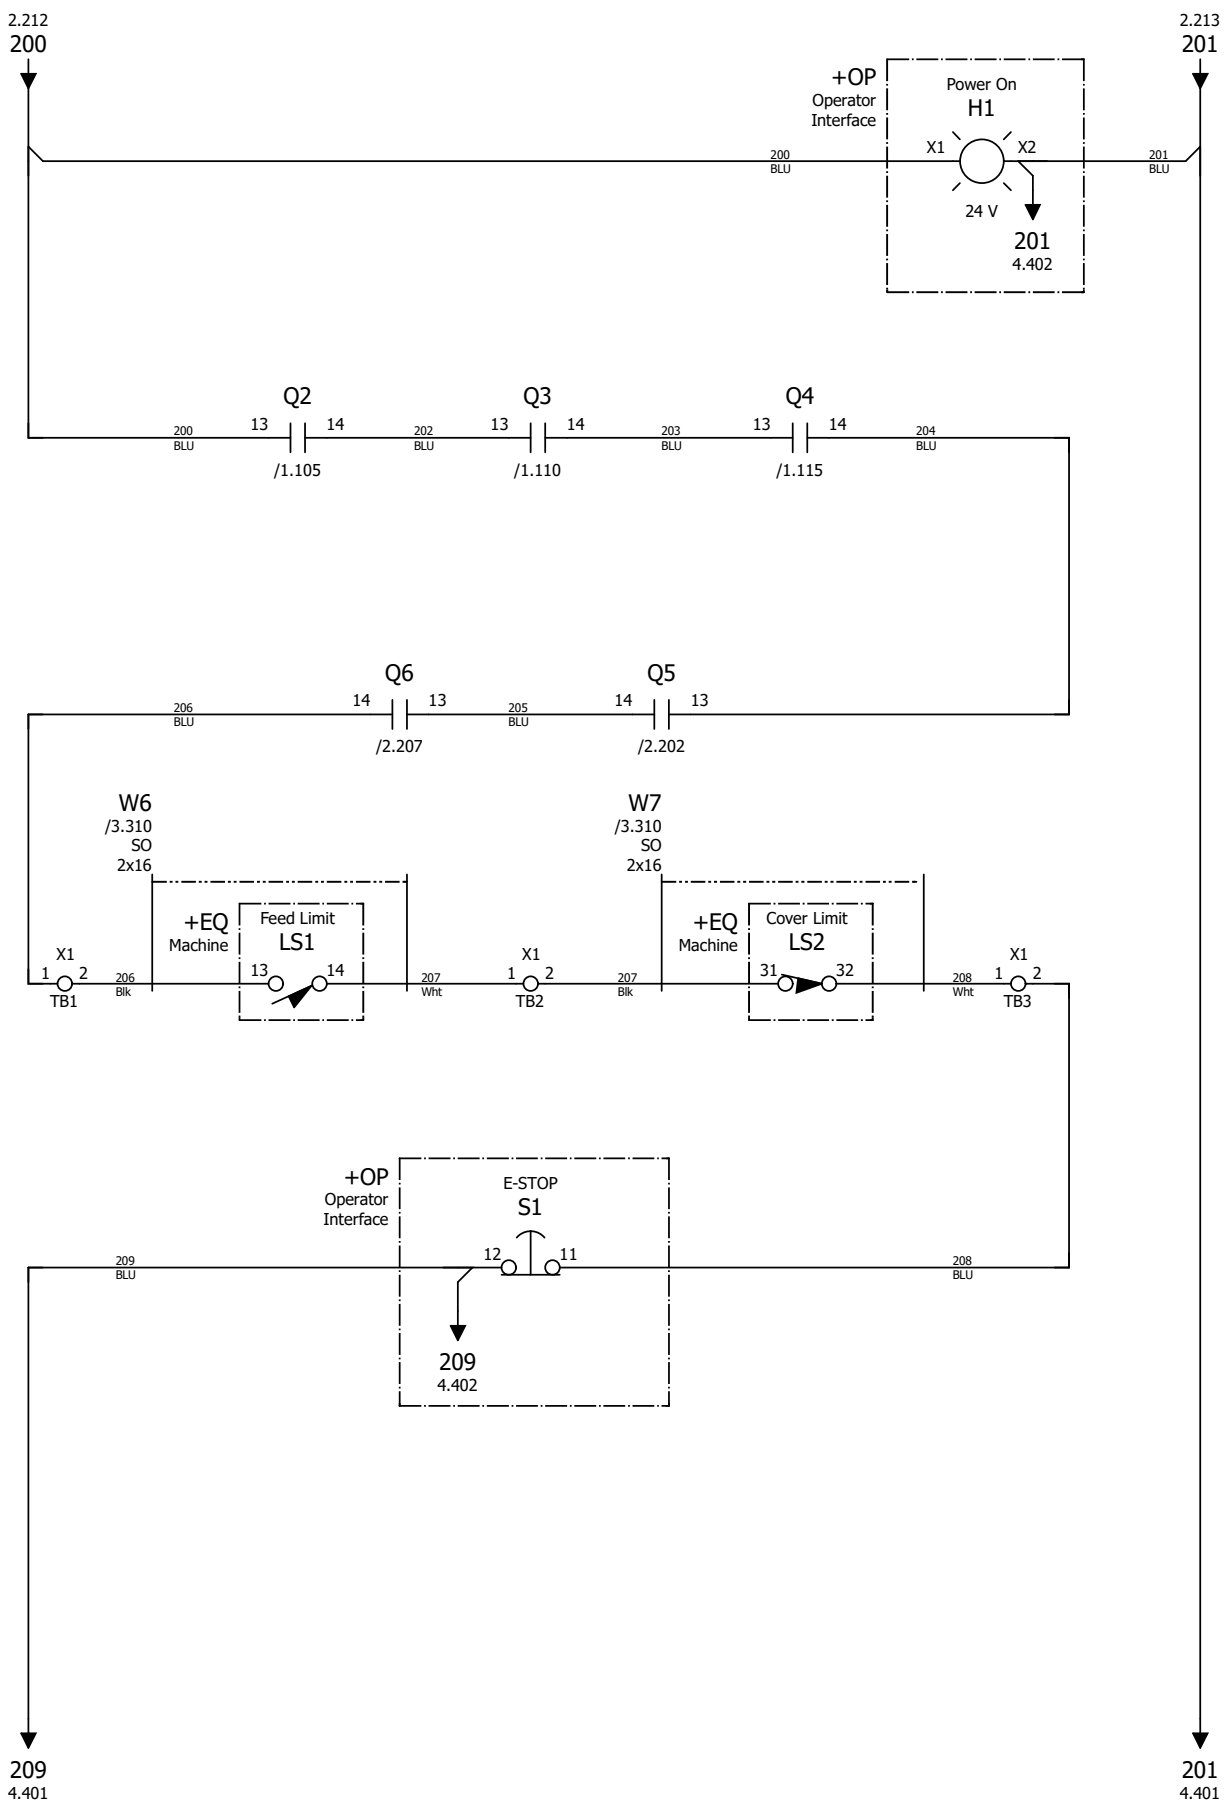 2.212
200
2.213
201
+OP
Operator
Interface
Power On
H1
X1
X2
24 V
201
4.402
200
BLU
201
BLU
Q2
13
14
/1.105
Q3
13
14
/1.110
Q4
13
14
/1.115
200
BLU
202
BLU
203
BLU
204
BLU
Q6
14
13
/2.207
Q5
14
13
/2.202
206
BLU
205
BLU
W6
/3.310
SO
2x16
W7
/3.310
SO
2x16
+EQ
Machine
Feed Limit
LS1
13
14
+EQ
Machine
Cover Limit
LS2
31
32
X1
1
2
TB1
206
Blk
207
Wht
X1
1
2
TB2
207
Blk
208
Wht
X1
1
2
TB3
+OP
Operator
Interface
E-STOP
S1
12
11
209
BLU
208
BLU
209
4.402
209
4.401
201
4.401